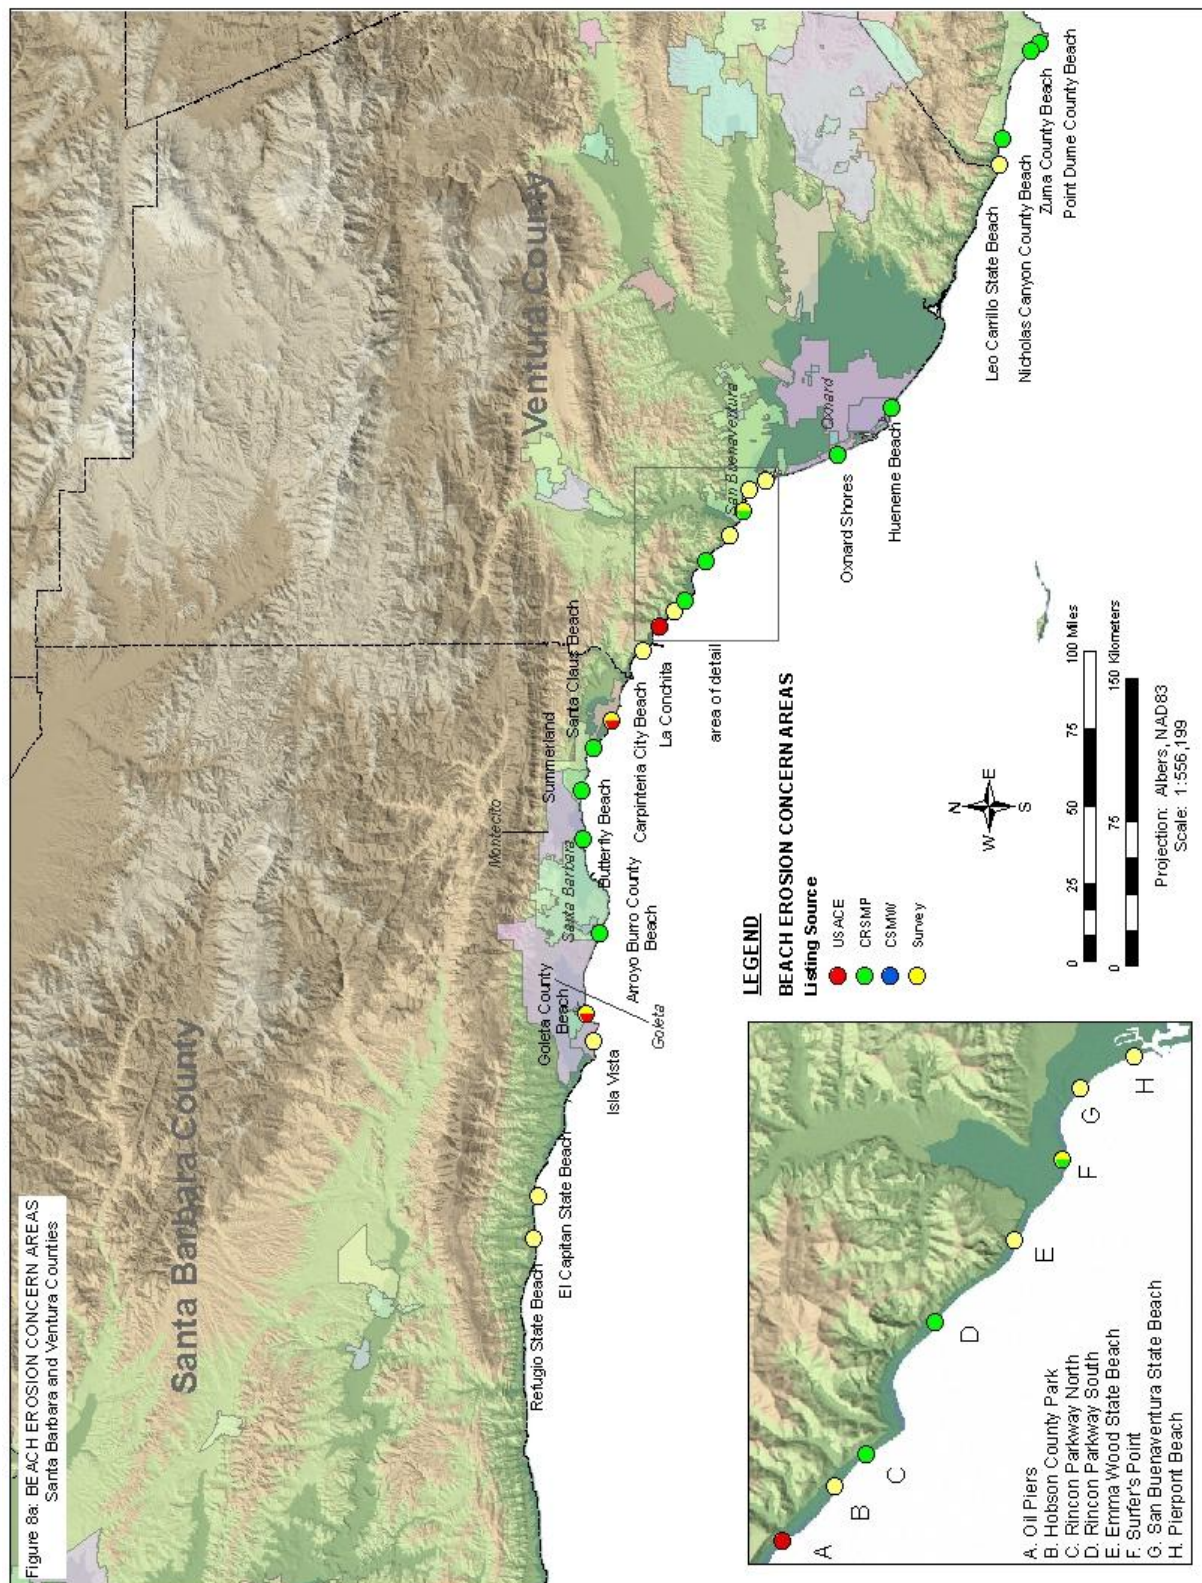 Figure 8a: BEACH EROSION CONCERN AREAS
Santa Barbara and Ventura Counties
Santa Barbara County
Ventura County
Refugio State Beach
El Capitan State Beach
Isla Vista
Goleta County
Beach
Goleta
Arroyo Burro County
Beach
Santa Barbara
Montecito
Butterfly Beach
Summerland
Santa Claus Beach
Carpinteria City Beach
La Conchita
area of detail
San Buenaventura
Oxnard
Oxnard Shores
Hueneme Beach
Leo Carrillo State Beach
Nicholas Canyon County Beach
Zuma County Beach
Point Dume County Beach
A
B
C
D
E
F
G
H
A. Oil Piers
B. Hobson County Park
C. Rincon Parkway North
D. Rincon Parkway South
E. Emma Wood State Beach
F. Surfer's Point
G. San Buenaventura State Beach
H. Pierpont Beach
LEGEND
BEACH EROSION CONCERN AREAS
Listing Source
USACE
CRSMP
CSMW
Survey
N
W E
S
0 25 50 75 100 Miles
0 75 150 Kilometers
Projection: Albers, NAD83
Scale: 1:556,199